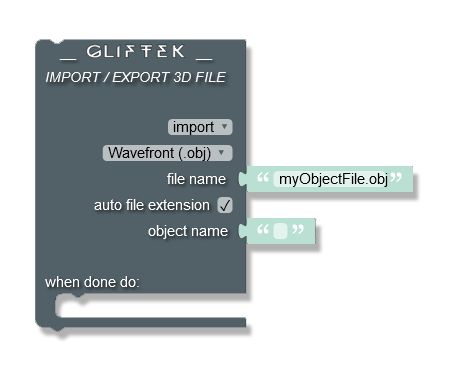 __ GLIFTEK __
IMPORT / EXPORT 3D FILE
import
Wavefront (.obj)
file name “ myObjectFile.obj ”
auto file extension ✓
object name “ ”
when done do: